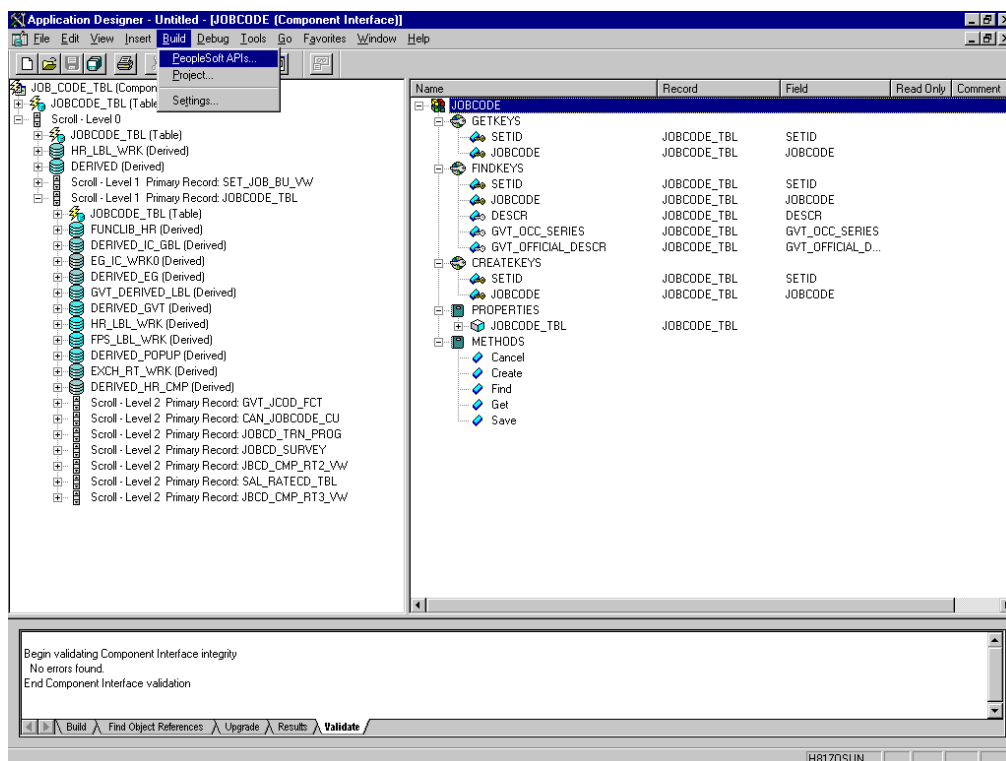 Application Designer - Untitled - [JOBCODE (Component Interface)]
File Edit View Insert Build Debug Tools Go Favorites Window Help
PeopleSoft APIs...
Project...
Settings...
JOB_CODE_TBL (Compon
JOBCODE_TBL (Table
Scroll - Level 0
JOBCODE_TBL (Table)
HR_LBL_WRK (Derived)
DERIVED (Derived)
Scroll - Level 1 Primary Record: SET_JOB_BU_VW
Scroll - Level 1 Primary Record: JOBCODE_TBL
JOBCODE_TBL (Table)
FUNCLIB_HR (Derived)
DERIVED_IC_GBL (Derived)
EG_IC_WRK0 (Derived)
DERIVED_EG (Derived)
GVT_DERIVED_LBL (Derived)
DERIVED_GVT (Derived)
HR_LBL_WRK (Derived)
FPS_LBL_WRK (Derived)
DERIVED_POPUP (Derived)
EXCH_RT_WRK (Derived)
DERIVED_HR_CMP (Derived)
Scroll - Level 2 Primary Record: GVT_JCOD_FCT
Scroll - Level 2 Primary Record: CAN_JOBCODE_CU
Scroll - Level 2 Primary Record: JOBCD_TRN_PROG
Scroll - Level 2 Primary Record: JOBCD_SURVEY
Scroll - Level 2 Primary Record: JBCD_CMP_RT2_VW
Scroll - Level 2 Primary Record: SAL_RATECD_TBL
Scroll - Level 2 Primary Record: JBCD_CMP_RT3_VW
Name Record Field Read Only Comment
JOBCODE
GETKEYS
SETID JOBCODE_TBL SETID
JOBCODE JOBCODE_TBL JOBCODE
FINDKEYS
SETID JOBCODE_TBL SETID
JOBCODE JOBCODE_TBL JOBCODE
DESCR JOBCODE_TBL DESCR
GVT_OCC_SERIES JOBCODE_TBL GVT_OCC_SERIES
GVT_OFFICIAL_DESCR JOBCODE_TBL GVT_OFFICIAL_D...
CREATEKEYS
SETID JOBCODE_TBL SETID
JOBCODE JOBCODE_TBL JOBCODE
PROPERTIES
JOBCODE_TBL JOBCODE_TBL
METHODS
Cancel
Create
Find
Get
Save
Begin validating Component Interface integrity
No errors found.
End Component Interface validation
Build Find Object References Upgrade Results Validate